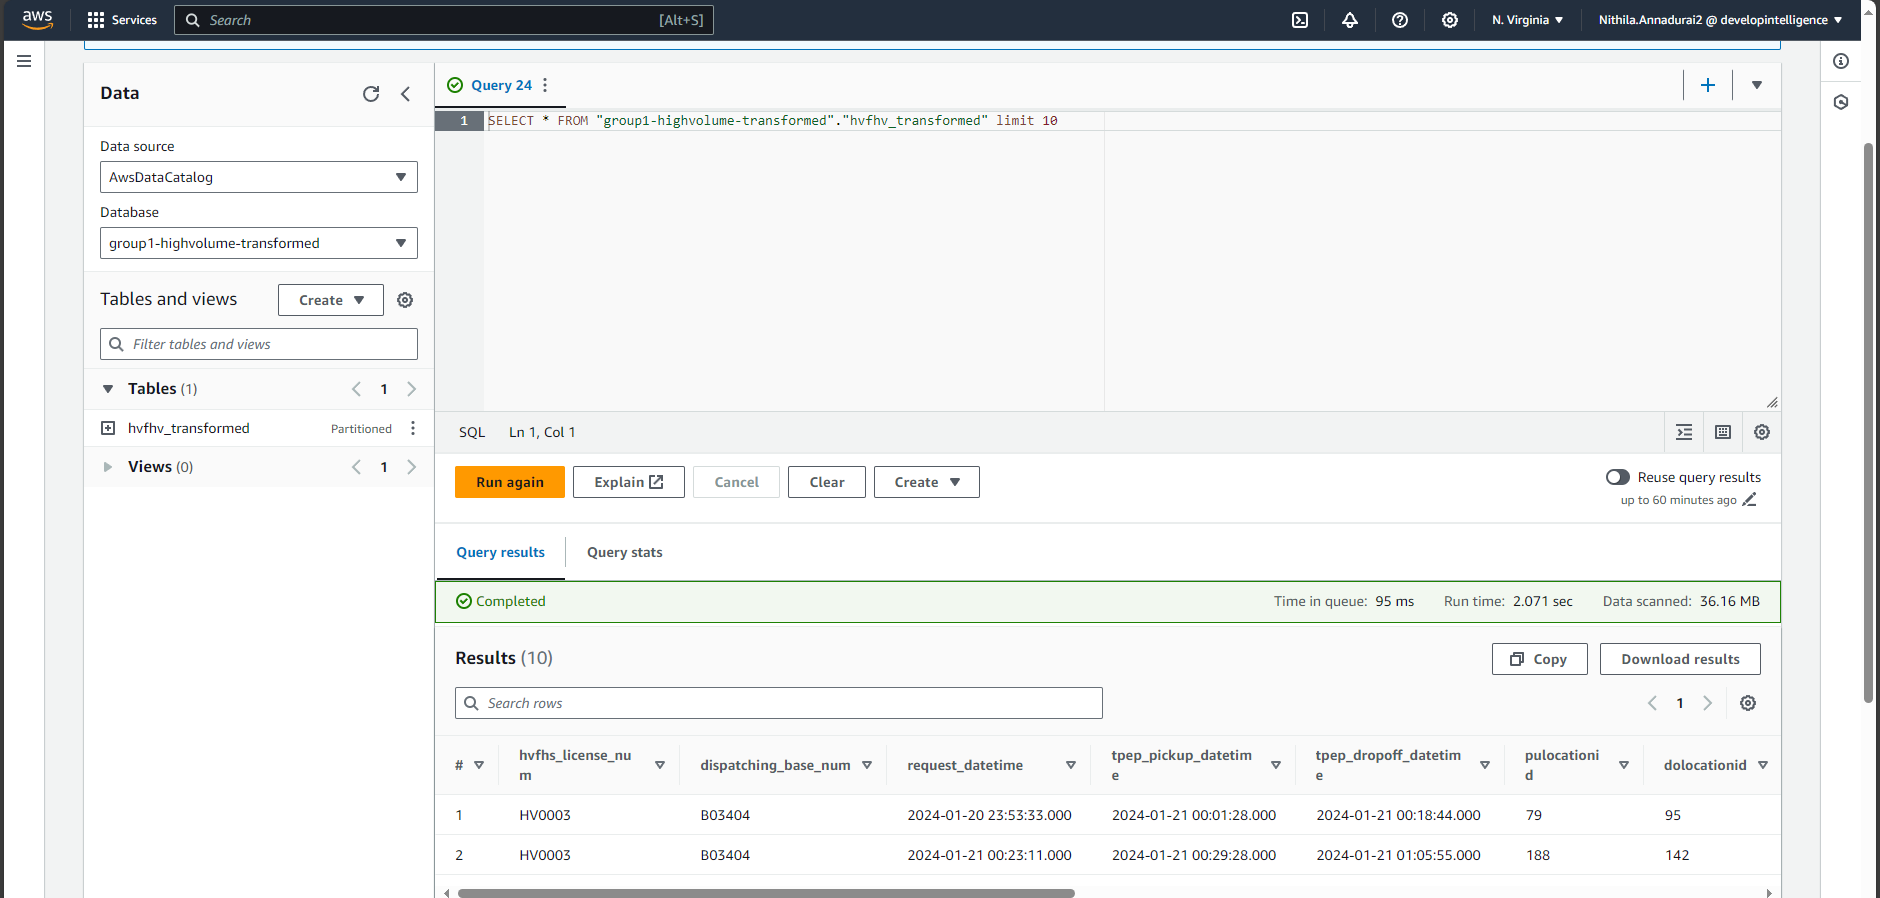 aws
Services
Search
[Alt+S]
N. Virginia
Nithila.Annadurai2 @ developintelligence
Data
Data source
AwsDataCatalog
Database
group1-highvolume-transformed
Tables and views
Create
Filter tables and views
Tables (1)
1
hvfhv_transformed
Partitioned
Views (0)
1
Query 24
1
SELECT * FROM "group1-highvolume-transformed"."hvfhv_transformed" limit 10
SQL
Ln 1, Col 1
Run again
Explain
Cancel
Clear
Create
Reuse query results
up to 60 minutes ago
Query results
Query stats
Completed
Time in queue: 95 ms
Run time: 2.071 sec
Data scanned: 36.16 MB
Results (10)
Copy
Download results
Search rows
1
# hvfhs_license_num dispatching_base_num request_datetime tpep_pickup_datetime tpep_dropoff_datetime pulocationid dolocationid
1 HV0003 B03404 2024-01-20 23:53:33.000 2024-01-21 00:01:28.000 2024-01-21 00:18:44.000 79 95
2 HV0003 B03404 2024-01-21 00:23:11.000 2024-01-21 00:29:28.000 2024-01-21 01:05:55.000 188 142